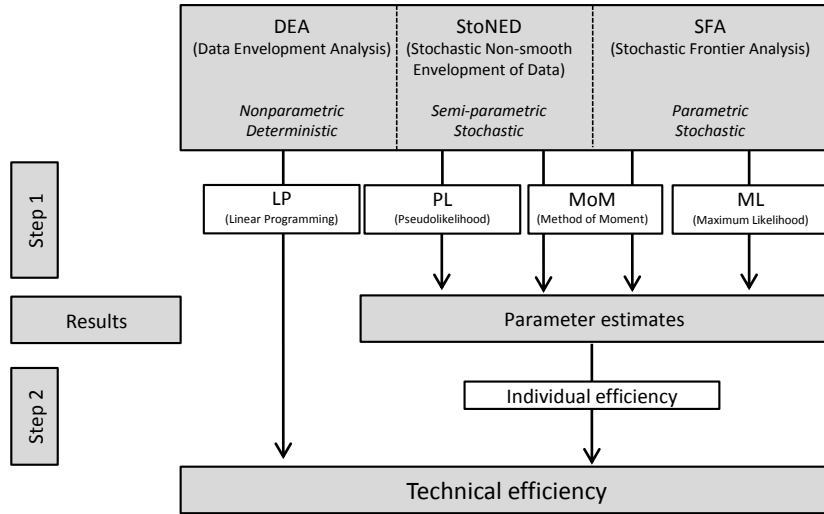 DEA
(Data Envelopment Analysis)
Nonparametric
Deterministic
StoNED
(Stochastic Non-smooth
Envelopment of Data)
Semi-parametric
Stochastic
SFA
(Stochastic Frontier Analysis)
Parametric
Stochastic
Step 1
LP
(Linear Programming)
PL
(Pseudolikelihood)
MoM
(Method of Moment)
ML
(Maximum Likelihood)
Results
Parameter estimates
Step 2
Individual efficiency
Technical efficiency